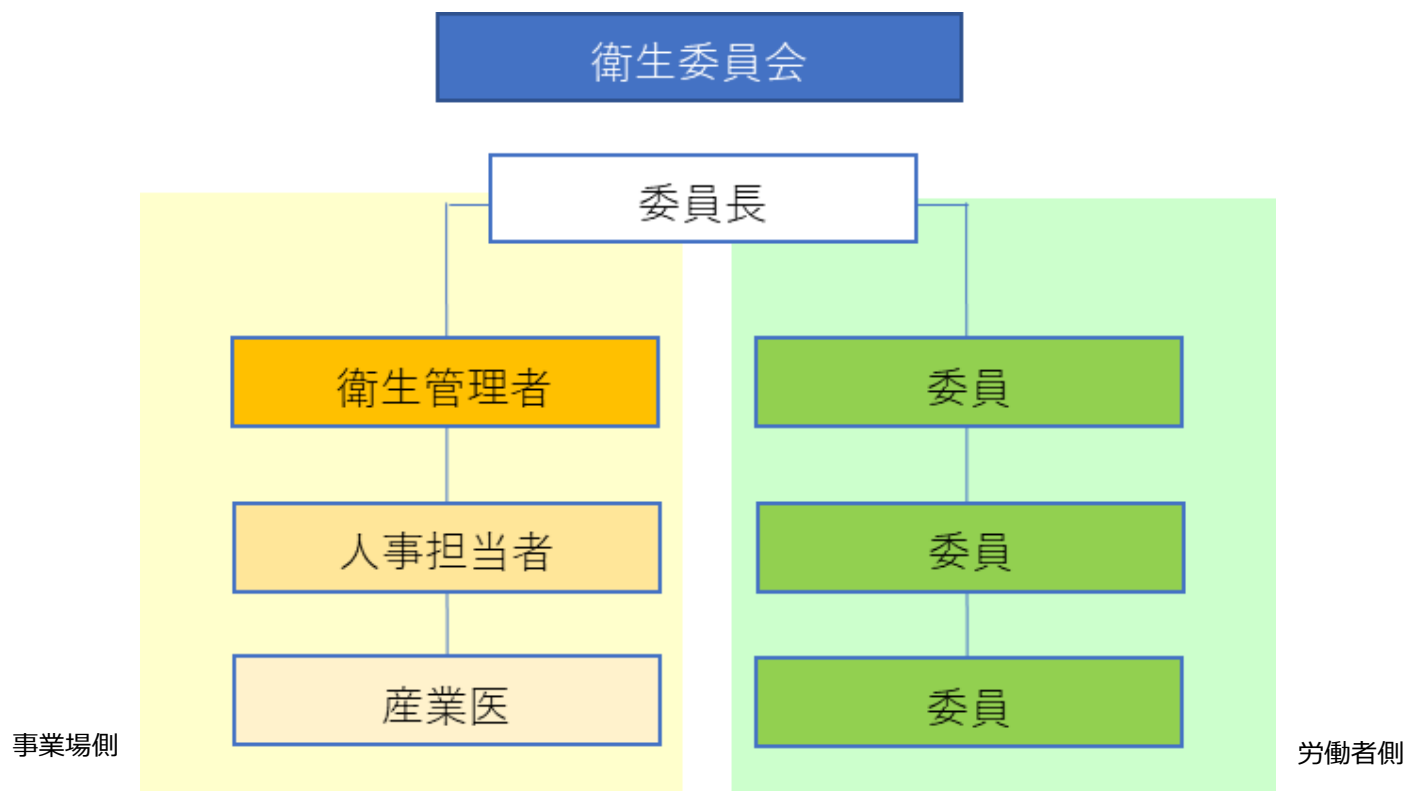 衛生委員会
委員長
衛生管理者
委員
人事担当者
委員
産業医
委員
事業場側
労働者側